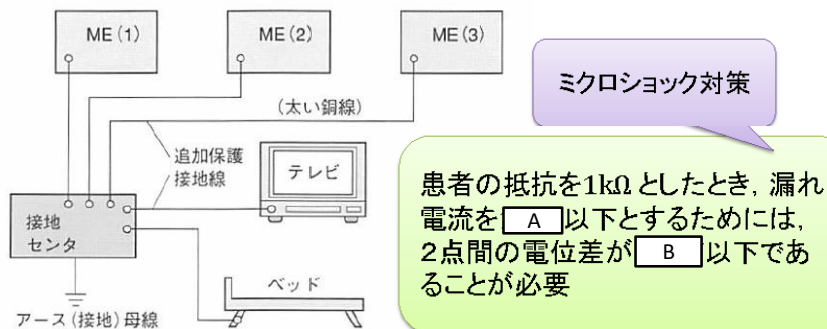 ME(1)
ME(2)
ME(3)
(太い銅線)
追加保護
接地線
テレビ
接地
センタ
ベッド
アース(接地)母線
ミクロショック対策
患者の抵抗を1kΩ としたとき, 漏れ
電流を A 以下とするためには,
2点間の電位差が B 以下であ
ることが必要